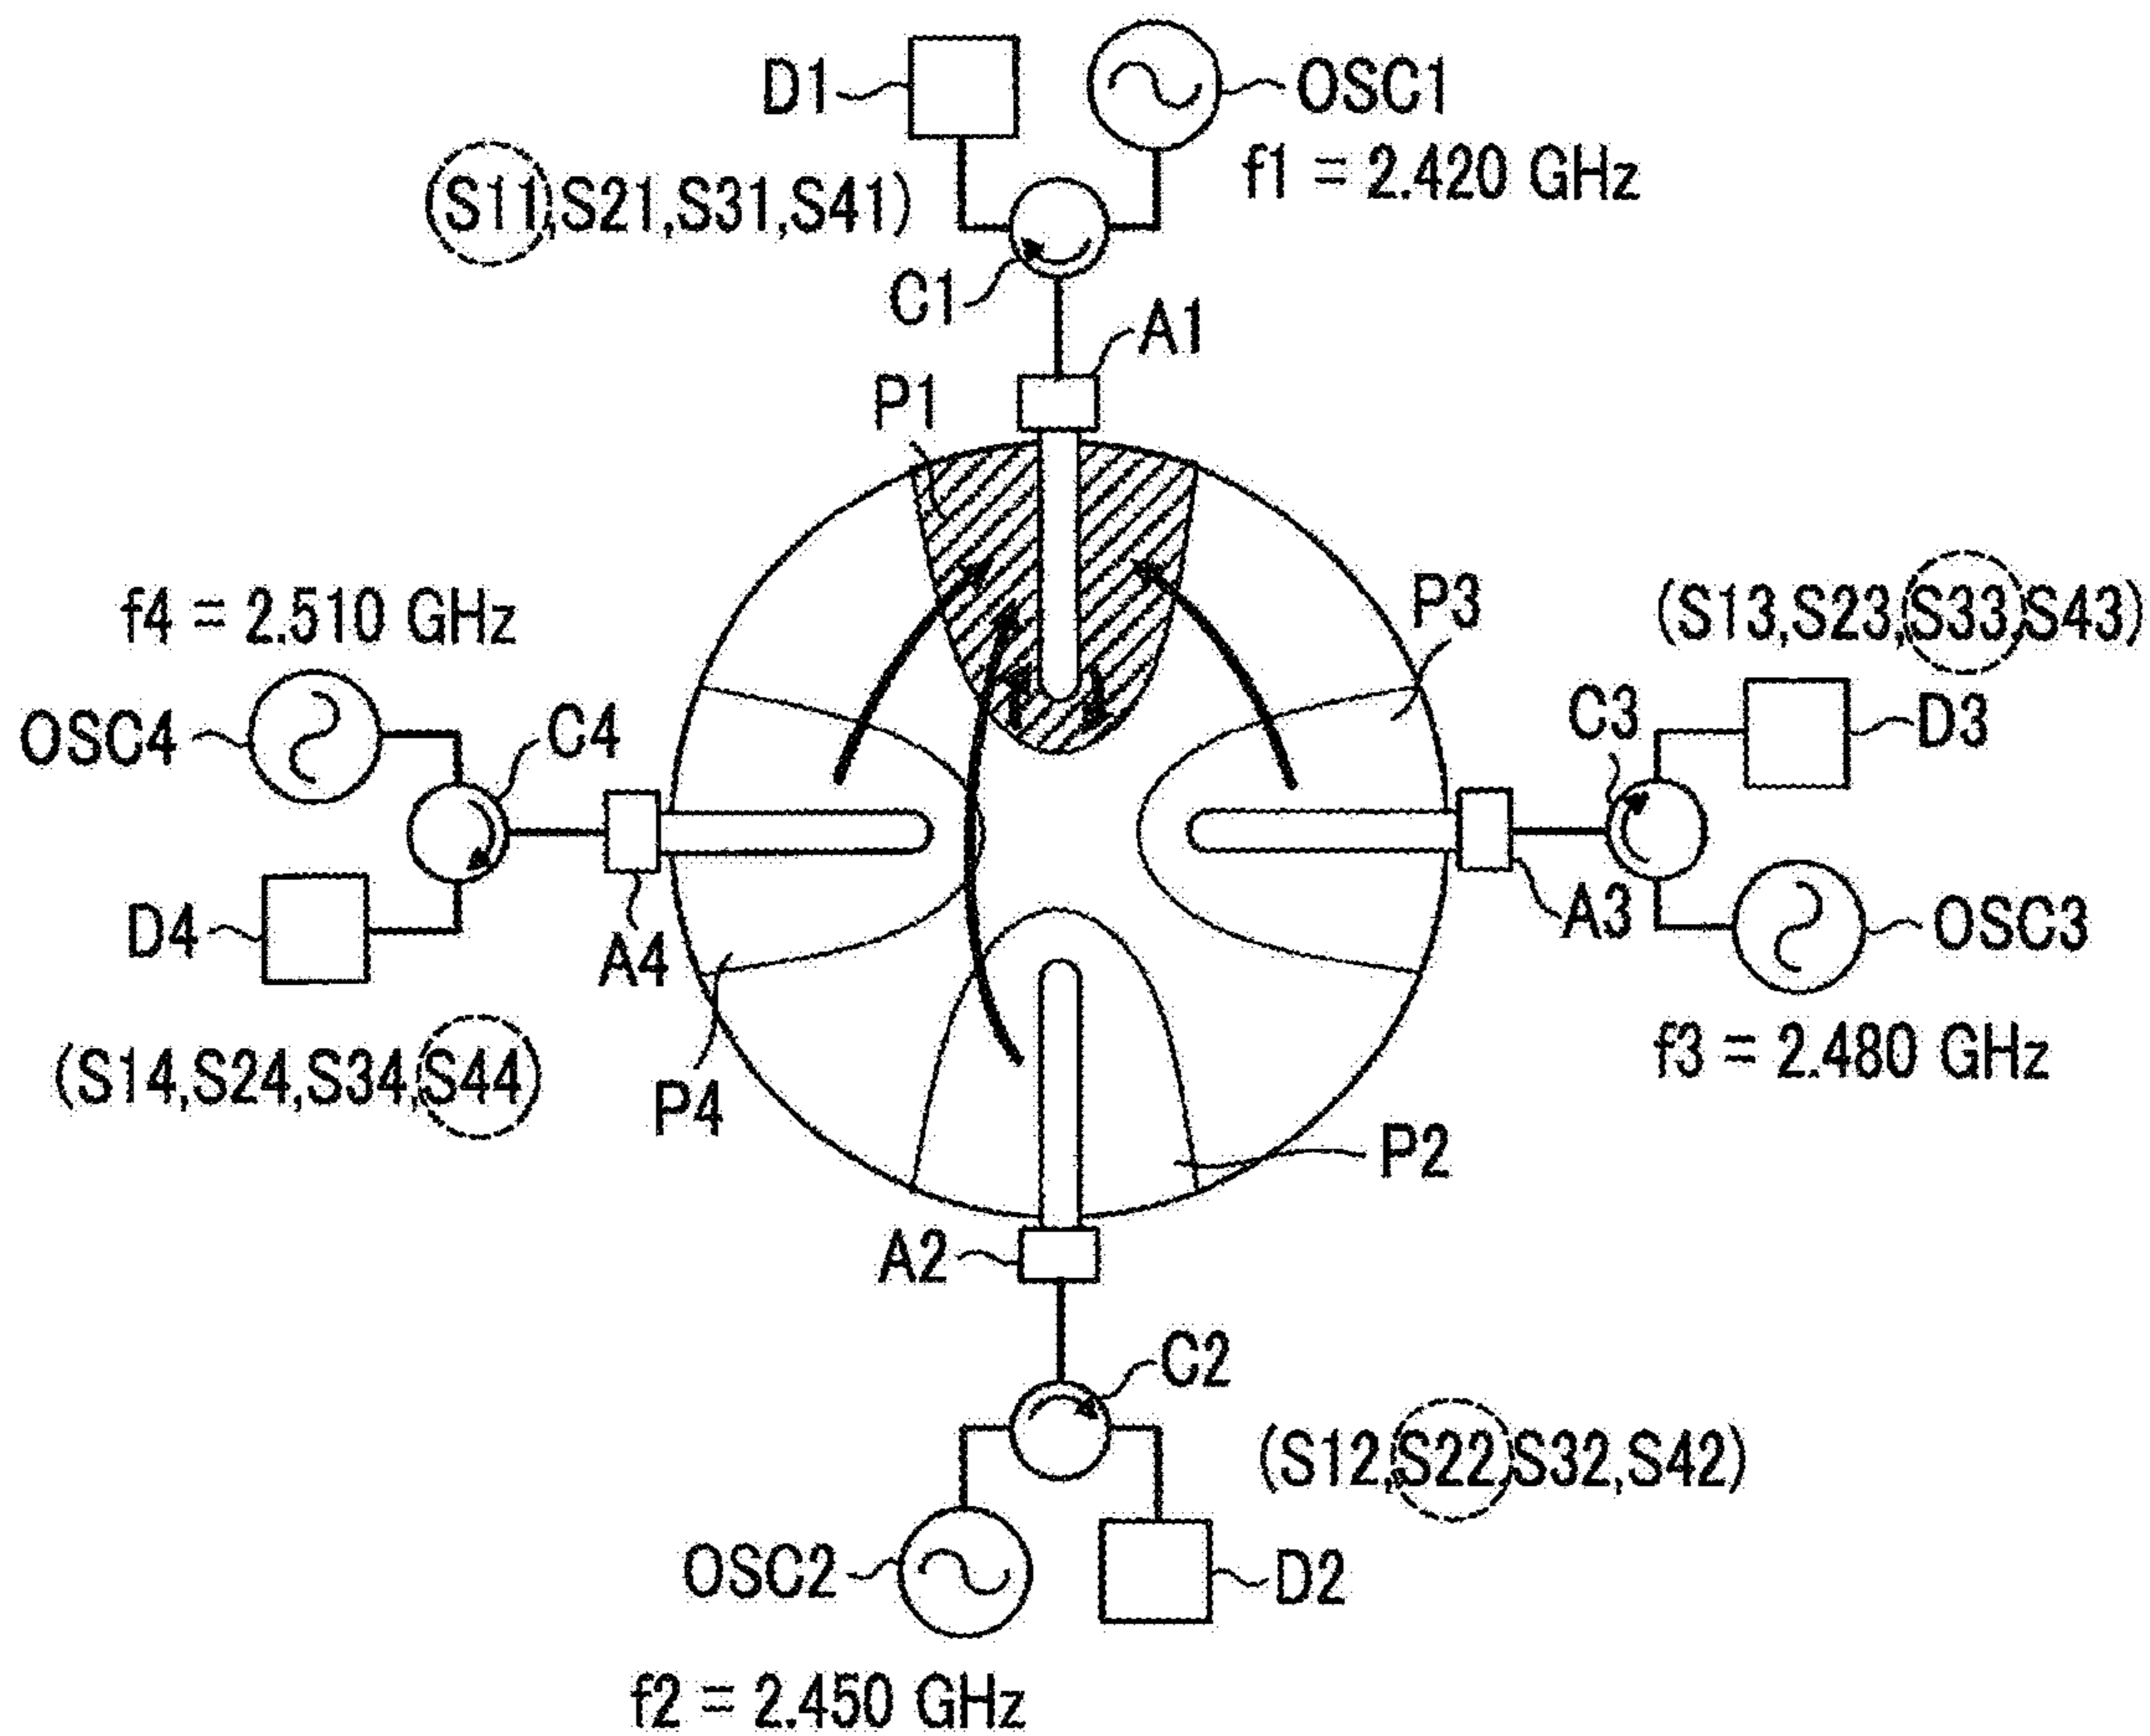 D1
OSC1
f1 = 2.420 GHz
S11,S21,S31,S41)
C1
A1
P1
f4 = 2.510 GHz
P3
(S13,S23,S33,S43)
OSC4
C4
C3
D3
D4
A4
A3
OSC3
(S14,S24,S34,S44
P4
f3 = 2.480 GHz
P2
A2
C2
(S12,S22,S32,S42)
OSC2
D2
f2 = 2.450 GHz